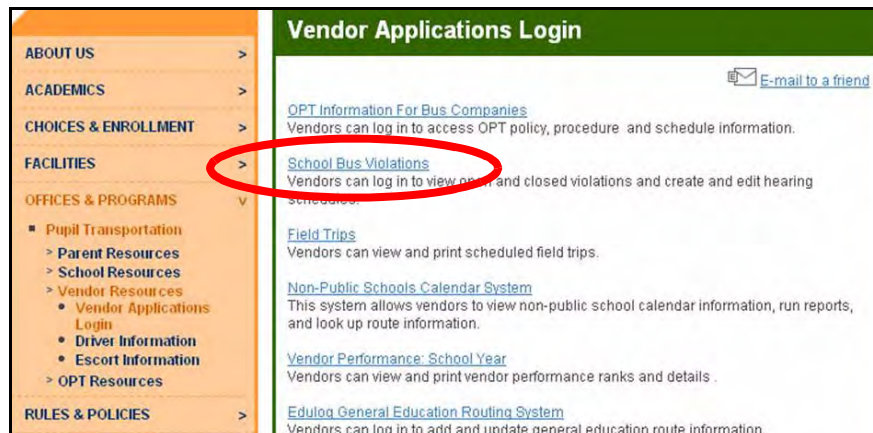 ABOUT US >
ACADEMICS >
CHOICES & ENROLLMENT >
FACILITIES >
OFFICES & PROGRAMS v
Pupil Transportation
> Parent Resources
> School Resources
> Vendor Resources
• Vendor Applications
Login
• Driver Information
• Escort Information
> OPT Resources
RULES & POLICIES >
Vendor Applications Login
E-mail to a friend
OPT Information For Bus Companies
Vendors can log in to access OPT policy, procedure and schedule information.
School Bus Violations
Vendors can log in to view open and closed violations and create and edit hearing
schedules.
Field Trips
Vendors can view and print scheduled field trips.
Non-Public Schools Calendar System
This system allows vendors to view non-public school calendar information, run reports,
and look up route information.
Vendor Performance: School Year
Vendors can view and print vendor performance ranks and details .
Edulog General Education Routing System
Vendors can log in to add and update general education route information.